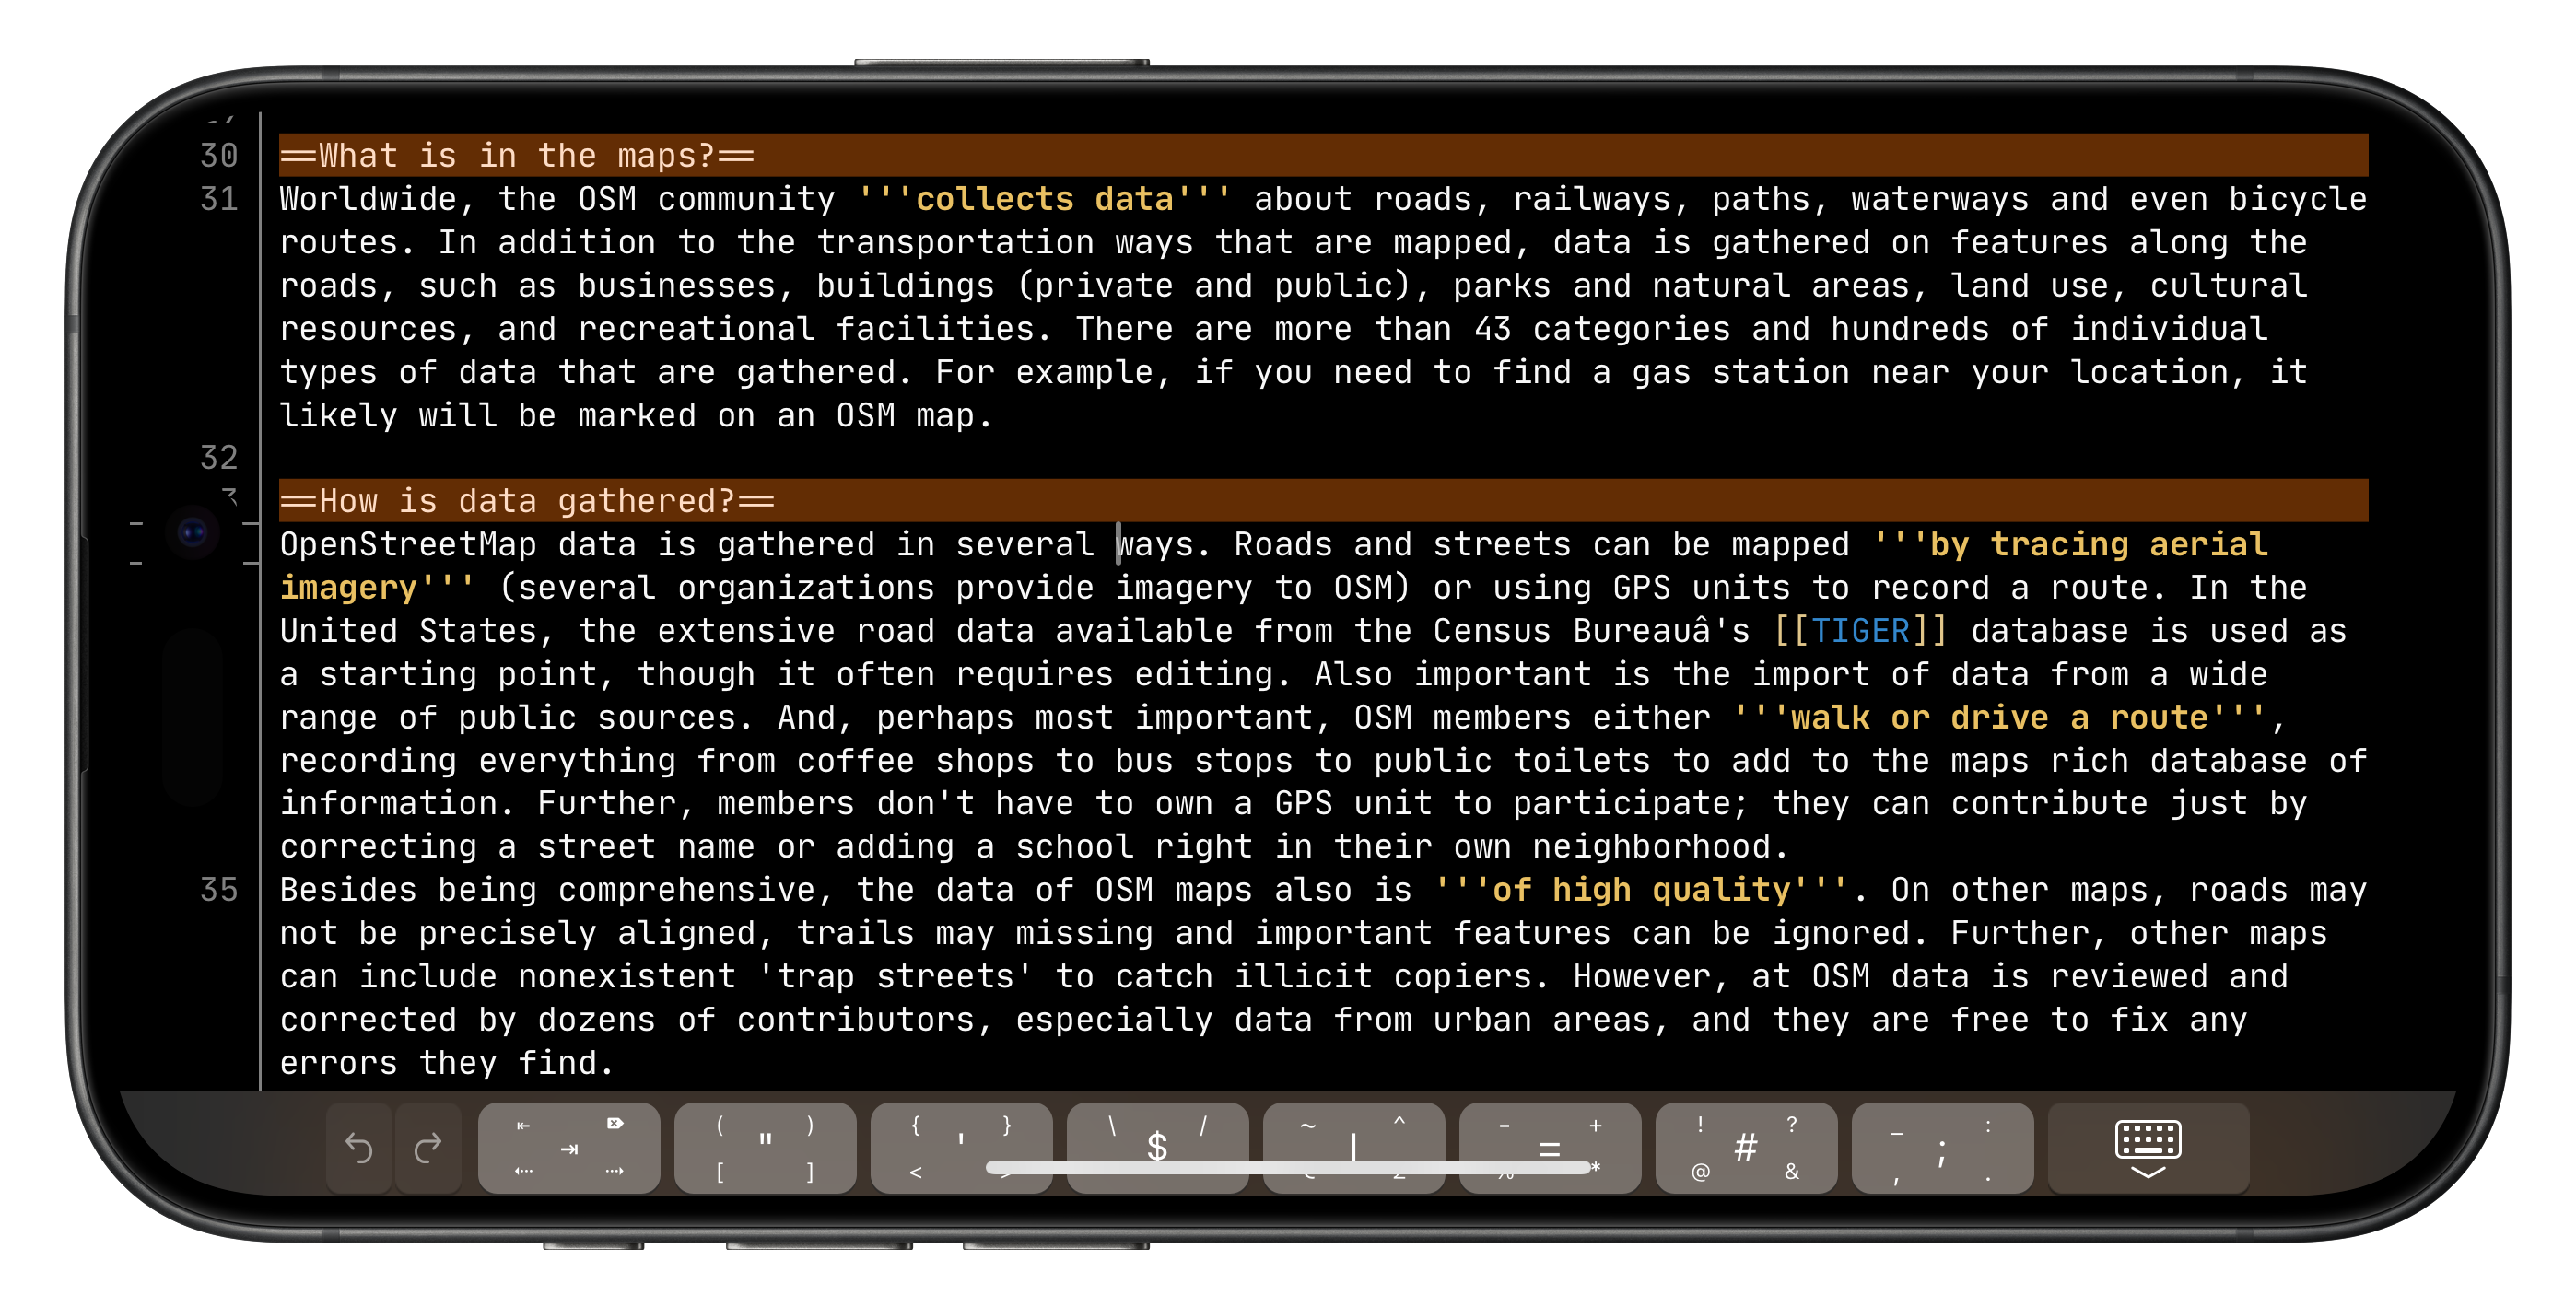 30 ==What is in the maps?==
31 Worldwide, the OSM community '''collects data''' about roads, railways, paths, waterways and even bicycle
routes. In addition to the transportation ways that are mapped, data is gathered on features along the
roads, such as businesses, buildings (private and public), parks and natural areas, land use, cultural
resources, and recreational facilities. There are more than 43 categories and hundreds of individual
types of data that are gathered. For example, if you need to find a gas station near your location, it
likely will be marked on an OSM map.
32
==How is data gathered?==
OpenStreetMap data is gathered in several ways. Roads and streets can be mapped '''by tracing aerial
imagery''' (several organizations provide imagery to OSM) or using GPS units to record a route. In the
United States, the extensive road data available from the Census Bureauâ's [[TIGER]] database is used as
a starting point, though it often requires editing. Also important is the import of data from a wide
range of public sources. And, perhaps most important, OSM members either '''walk or drive a route''',
recording everything from coffee shops to bus stops to public toilets to add to the maps rich database of
information. Further, members don't have to own a GPS unit to participate; they can contribute just by
correcting a street name or adding a school right in their own neighborhood.
35 Besides being comprehensive, the data of OSM maps also is '''of high quality'''. On other maps, roads may
not be precisely aligned, trails may missing and important features can be ignored. Further, other maps
can include nonexistent 'trap streets' to catch illicit copiers. However, at OSM data is reviewed and
corrected by dozens of contributors, especially data from urban areas, and they are free to fix any
errors they find.
( ) { } \ / ~ ^ - + ! ? _ :
" ' $ | = # ;
[ ] < * @ & , .